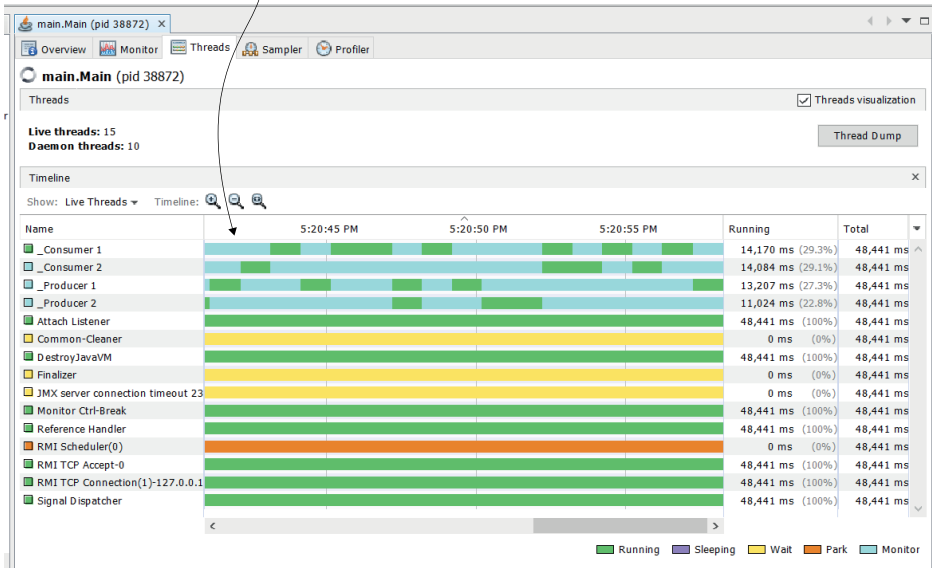 main.Main (pid 38872) ×
Overview Monitor Threads Sampler Profiler
main.Main (pid 38872)
Threads Threads visualization
r
Live threads: 15
Daemon threads: 10
Thread Dump
Timeline ×
Show: Live Threads Timeline:
Name 5:20:45 PM 5:20:50 PM 5:20:55 PM Running Total
_Consumer 1 14,170 ms (29.3%) 48,441 ms
_Consumer 2 14,084 ms (29.1%) 48,441 ms
_Producer 1 13,207 ms (27.3%) 48,441 ms
_Producer 2 11,024 ms (22.8%) 48,441 ms
Attach Listener 48,441 ms (100%) 48,441 ms
Common-Cleaner 0 ms (0%) 48,441 ms
DestroyJavaVM 48,441 ms (100%) 48,441 ms
Finalizer 0 ms (0%) 48,441 ms
JMX server connection timeout 23 0 ms (0%) 48,441 ms
Monitor Ctrl-Break 48,441 ms (100%) 48,441 ms
Reference Handler 48,441 ms (100%) 48,441 ms
RMI Scheduler(0) 0 ms (0%) 48,441 ms
RMI TCP Accept-0 48,441 ms (100%) 48,441 ms
RMI TCP Connection(1)-127.0.0.1 48,441 ms (100%) 48,441 ms
Signal Dispatcher 48,441 ms (100%) 48,441 ms
Running Sleeping Wait Park Monitor